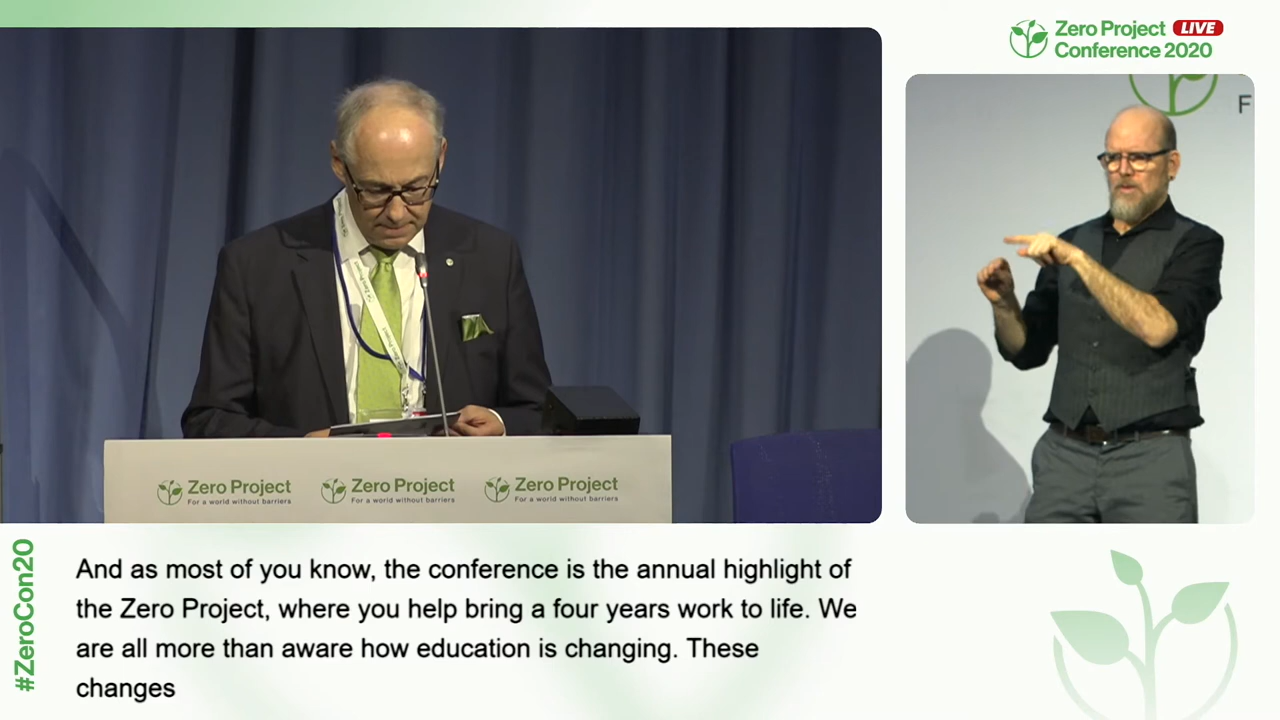 Zero Project LIVE
Conference 2020
F
Zero Project
For a world without barriers
Zero Project
For a world without barriers
Zero Project
For a world without barriers
Zero Project
#ZeroCon20
And as most of you know, the conference is the annual highlight of
the Zero Project, where you help bring a four years work to life. We
are all more than aware how education is changing. These
changes